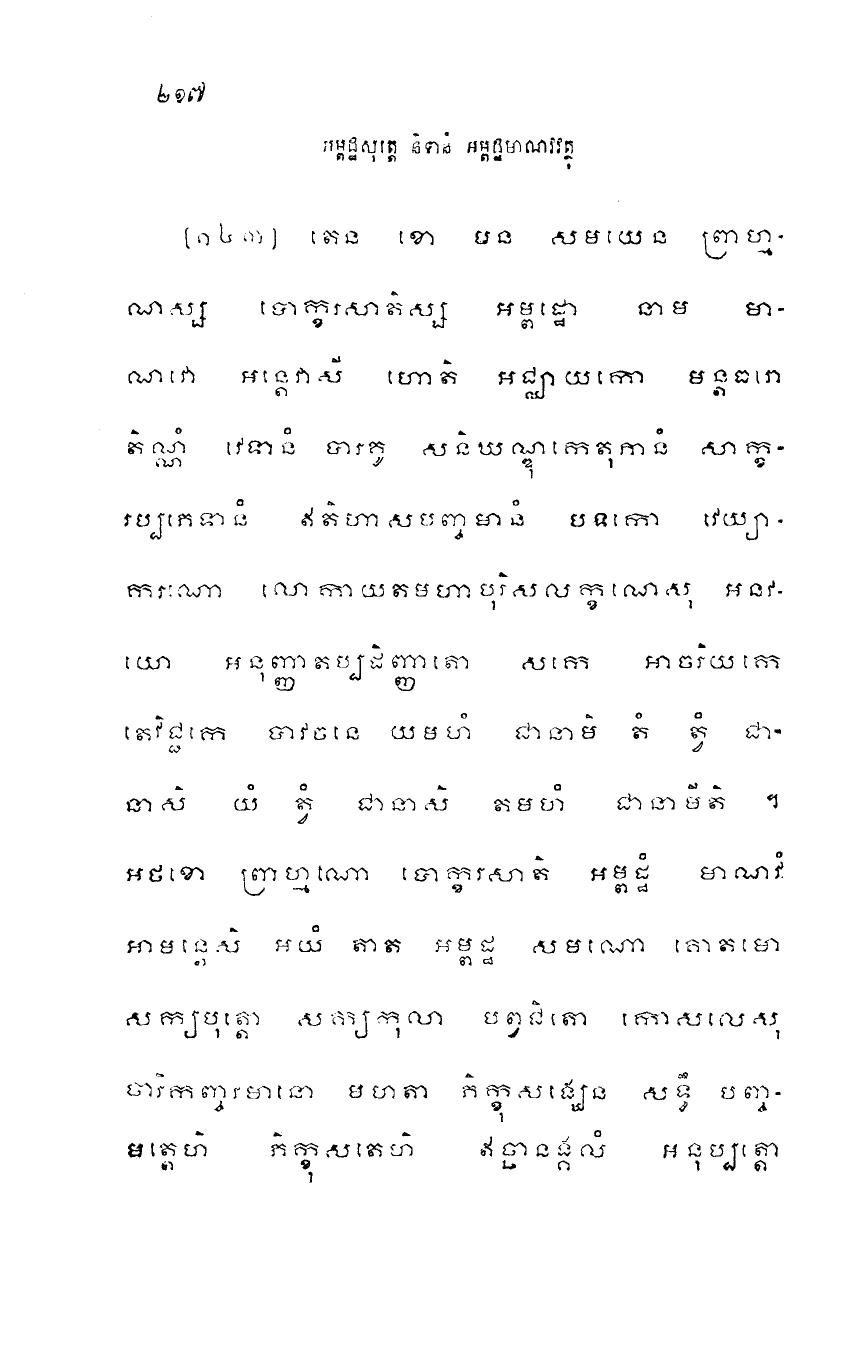 ២១៧
អម្ពដ្ឋសុត្តេ និទានំ អម្ពដ្ឋមាណវវត្ថុ
[១៤៣] តេន ខោ បន សមយេន ព្រាហ្ម-
ណស្ស បោក្ខរសាតិស្ស អម្ពដ្ឋោ នាម មា-
ណវោ អន្តេវាសី ហោតិ អជ្ឈាយកោ មន្តធរោ
តិណ្ណំ វេទានំ បារគូ សនិឃណ្ឌុកេតុភានំ សាក្ខ-
រប្បភេទានំ ឥតិហាសបញ្ចមានំ បទកោ វេយ្យា-
ករណោ លោកាយតមហាបុរិសលក្ខណេសុ អនវ-
យោ អនុញ្ញាតប្បដិញ្ញាតោ សកេ អាចរិយកេ
តេវិជ្ជកេ បាវចនេ យមហំ ជានាមិ តំ ត្វំ ជា-
នាសិ យំ ត្វំ ជានាសិ តមហំ ជានាមីតិ ។
អថខោ ព្រាហ្មណោ បោក្ខរសាតិ អម្ពដ្ឋំ មាណវំ
អាមន្តេសិ អយំ តាត អម្ពដ្ឋ សមណោ គោតមោ
សក្យបុត្តោ សក្យកុលា បព្វជិតោ កោសលេសុ
ចារិកញ្ចរមានោ មហតា ភិក្ខុសង្ឃេន សទ្ធឹ បញ្ច-
មត្តេហិ ភិក្ខុសតេហិ ឥច្ឆានង្គលំ អនុប្បត្តោ